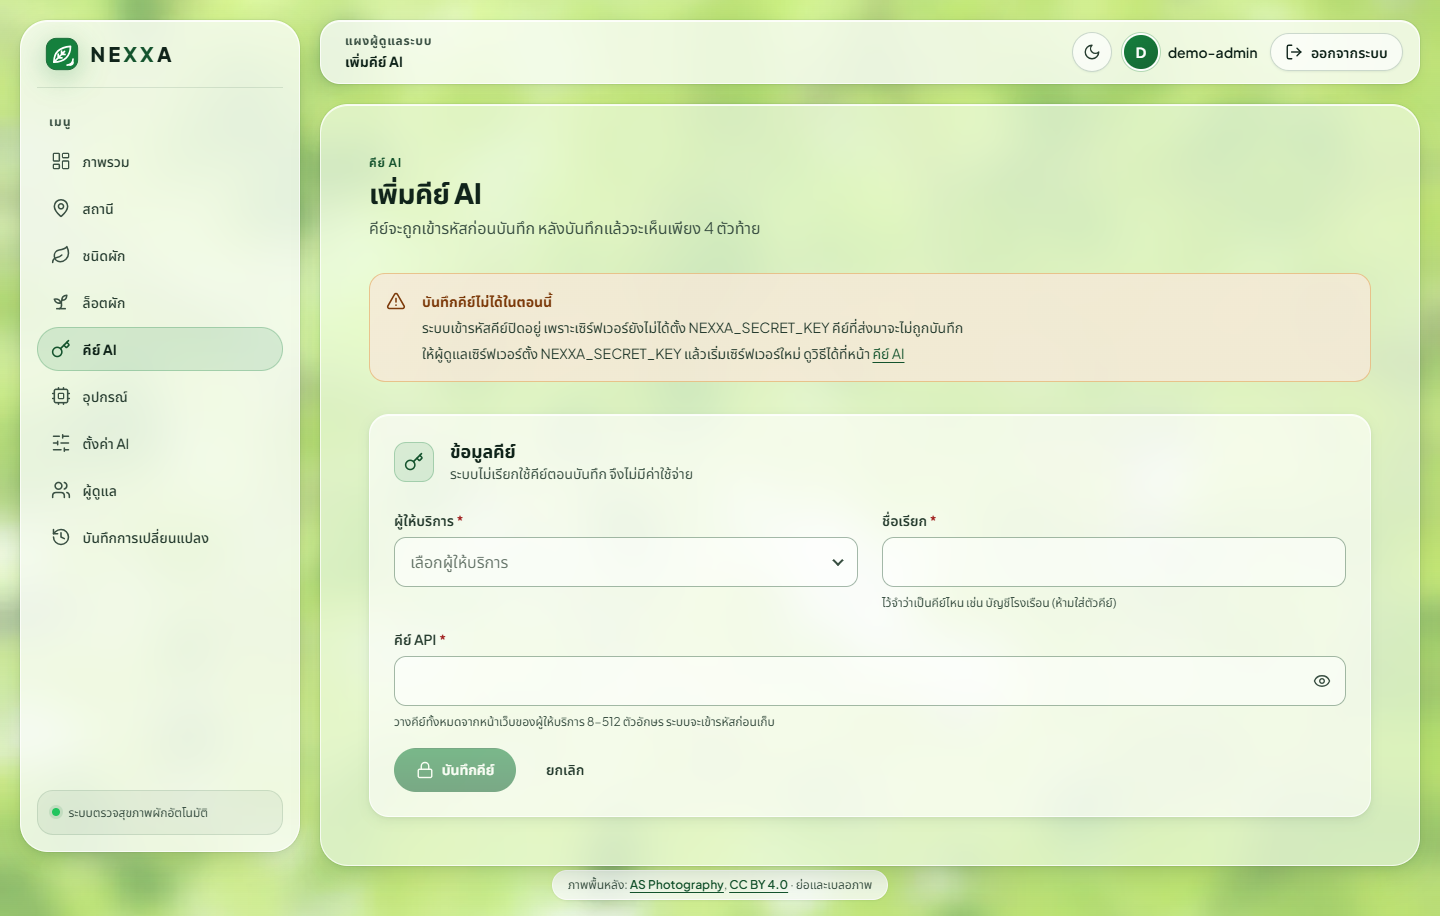 NEXXA
เมนู
ภาพรวม
สถานี
ชนิดผัก
ล็อตผัก
คีย์ AI
อุปกรณ์
ตั้งค่า AI
ผู้ดูแล
บันทึกการเปลี่ยนแปลง
ระบบตรวจสุขภาพผักอัตโนมัติ
แผงผู้ดูแลระบบ
เพิ่มคีย์ AI
D
demo-admin
ออกจากระบบ
คีย์ AI
เพิ่มคีย์ AI
คีย์จะถูกเข้ารหัสก่อนบันทึก หลังบันทึกแล้วจะเห็นเพียง 4 ตัวท้าย
บันทึกคีย์ไม่ได้ในตอนนี้
ระบบเข้ารหัสคีย์ปิดอยู่ เพราะเซิร์ฟเวอร์ยังไม่ได้ตั้ง NEXXA_SECRET_KEY คีย์ที่ส่งมาจะไม่ถูกบันทึก
ให้ผู้ดูแลเซิร์ฟเวอร์ตั้ง NEXXA_SECRET_KEY แล้วเริ่มเซิร์ฟเวอร์ใหม่ ดูวิธีได้ที่หน้า คีย์ AI
ข้อมูลคีย์
ระบบไม่เรียกใช้คีย์ตอนบันทึก จึงไม่มีค่าใช้จ่าย
ผู้ให้บริการ *
เลือกผู้ให้บริการ
ชื่อเรียก *
ไว้จำว่าเป็นคีย์ไหน เช่น บัญชีโรงเรือน (ห้ามใส่ตัวคีย์)
คีย์ API *
วางคีย์ทั้งหมดจากหน้าเว็บของผู้ให้บริการ 8–512 ตัวอักษร ระบบจะเข้ารหัสก่อนเก็บ
บันทึกคีย์
ยกเลิก
ภาพพื้นหลัง: AS Photography, CC BY 4.0 · ย่อและเบลอภาพ